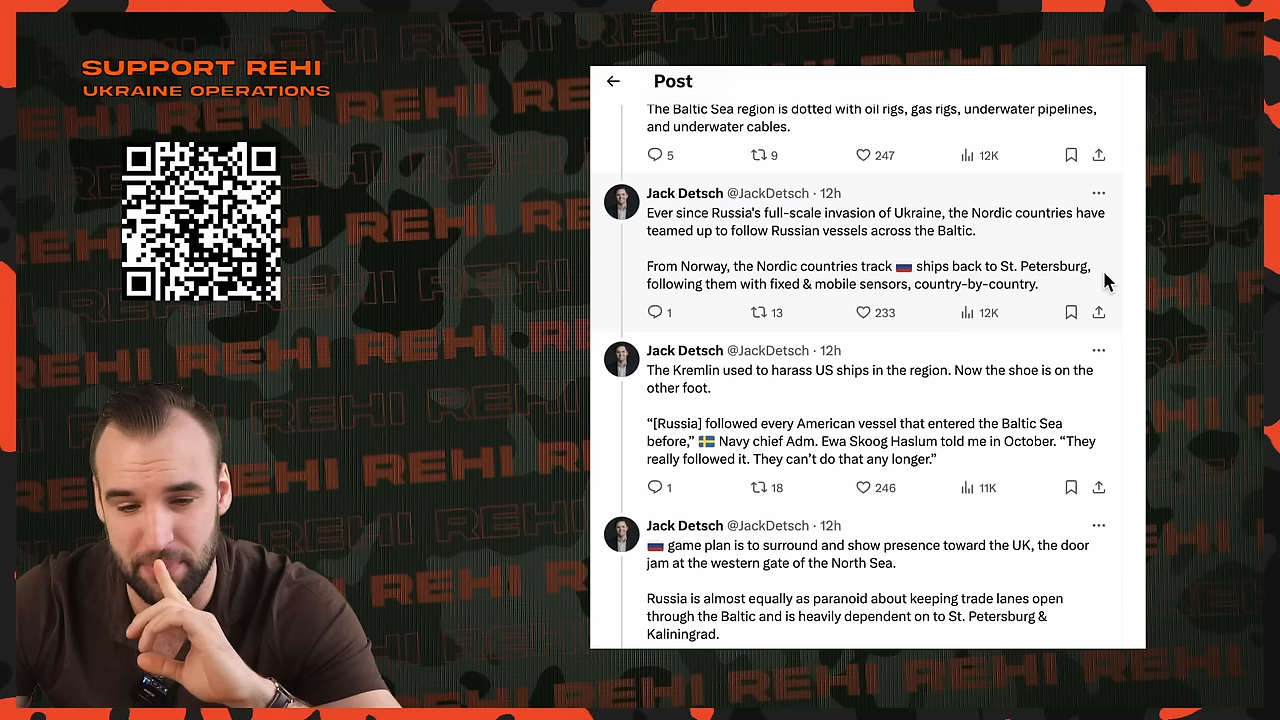 SUPPORT REHI
UKRAINE OPERATIONS
Post
The Baltic Sea region is dotted with oil rigs, gas rigs, underwater pipelines,
and underwater cables.
5 9 247 12K
Jack Detsch @JackDetsch · 12h
Ever since Russia's full-scale invasion of Ukraine, the Nordic countries have
teamed up to follow Russian vessels across the Baltic.
From Norway, the Nordic countries track 🇷🇺 ships back to St. Petersburg,
following them with fixed & mobile sensors, country-by-country.
1 13 233 12K
Jack Detsch @JackDetsch · 12h
The Kremlin used to harass US ships in the region. Now the shoe is on the
other foot.
“[Russia] followed every American vessel that entered the Baltic Sea
before,” 🇸🇪 Navy chief Adm. Ewa Skoog Haslum told me in October. “They
really followed it. They can’t do that any longer.”
1 18 246 11K
Jack Detsch @JackDetsch · 12h
🇷🇺 game plan is to surround and show presence toward the UK, the door
jam at the western gate of the North Sea.
Russia is almost equally as paranoid about keeping trade lanes open
through the Baltic and is heavily dependent on to St. Petersburg &
Kaliningrad.